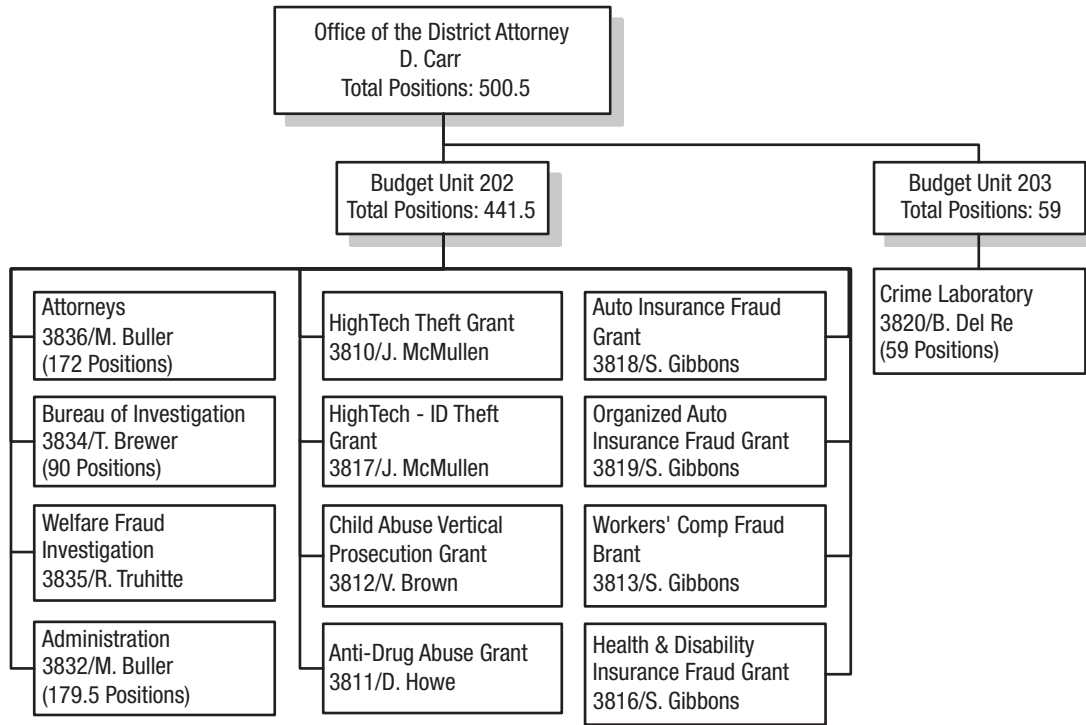 Office of the District Attorney
D. Carr
Total Positions: 500.5
Budget Unit 202
Total Positions: 441.5
Budget Unit 203
Total Positions: 59
Attorneys
3836/M. Buller
(172 Positions)
Bureau of Investigation
3834/T. Brewer
(90 Positions)
Welfare Fraud
Investigation
3835/R. Truhitte
Administration
3832/M. Buller
(179.5 Positions)
HighTech Theft Grant
3810/J. McMullen
HighTech - ID Theft
Grant
3817/J. McMullen
Child Abuse Vertical
Prosecution Grant
3812/V. Brown
Anti-Drug Abuse Grant
3811/D. Howe
Auto Insurance Fraud
Grant
3818/S. Gibbons
Organized Auto
Insurance Fraud Grant
3819/S. Gibbons
Workers' Comp Fraud
Brant
3813/S. Gibbons
Health & Disability
Insurance Fraud Grant
3816/S. Gibbons
Crime Laboratory
3820/B. Del Re
(59 Positions)